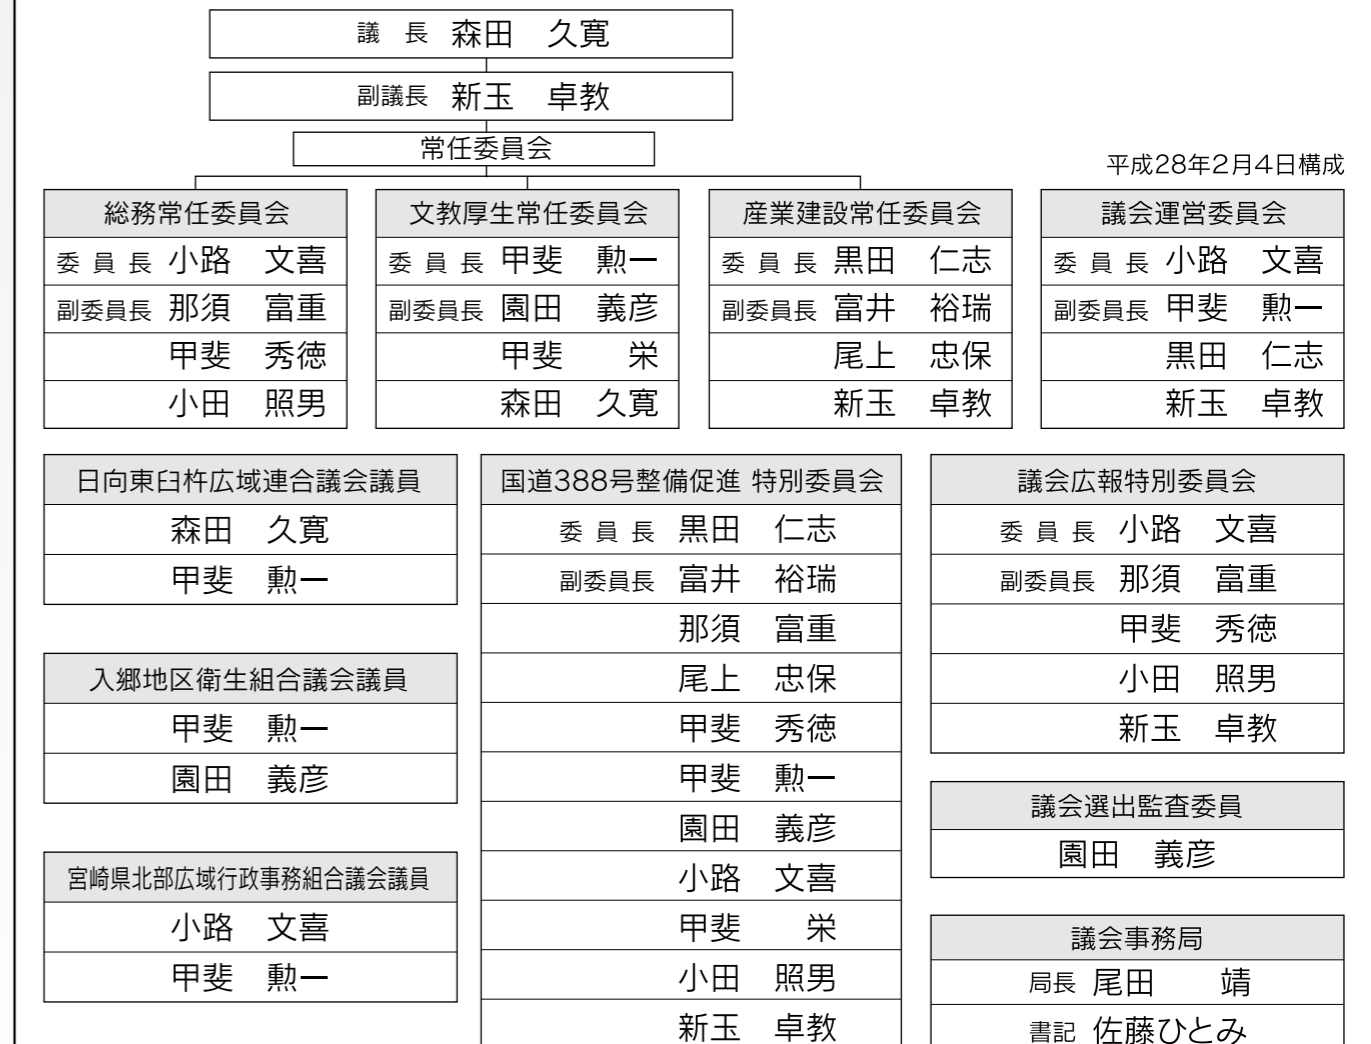 議 長 森田 久寛
副議長 新玉 卓教
常任委員会
平成28年2月4日構成
総務常任委員会
委員長 小路 文喜
副委員長 那須 富重
甲斐 秀徳
小田 照男
文教厚生常任委員会
委員長 甲斐 勲一
副委員長 園田 義彦
甲斐 栄
森田 久寛
産業建設常任委員会
委員長 黒田 仁志
副委員長 富井 裕瑞
尾上 忠保
新玉 卓教
議会運営委員会
委員長 小路 文喜
副委員長 甲斐 勲一
黒田 仁志
新玉 卓教
日向東臼杵広域連合議会議員
森田 久寛
甲斐 勲一
入郷地区衛生組合議会議員
甲斐 勲一
園田 義彦
宮崎県北部広域行政事務組合議会議員
小路 文喜
甲斐 勲一
国道388号整備促進 特別委員会
委員長 黒田 仁志
副委員長 富井 裕瑞
那須 富重
尾上 忠保
甲斐 秀徳
甲斐 勲一
園田 義彦
小路 文喜
甲斐 栄
小田 照男
新玉 卓教
議会広報特別委員会
委員長 小路 文喜
副委員長 那須 富重
甲斐 秀徳
小田 照男
新玉 卓教
議会選出監査委員
園田 義彦
議会事務局
局長 尾田 靖
書記 佐藤ひとみ